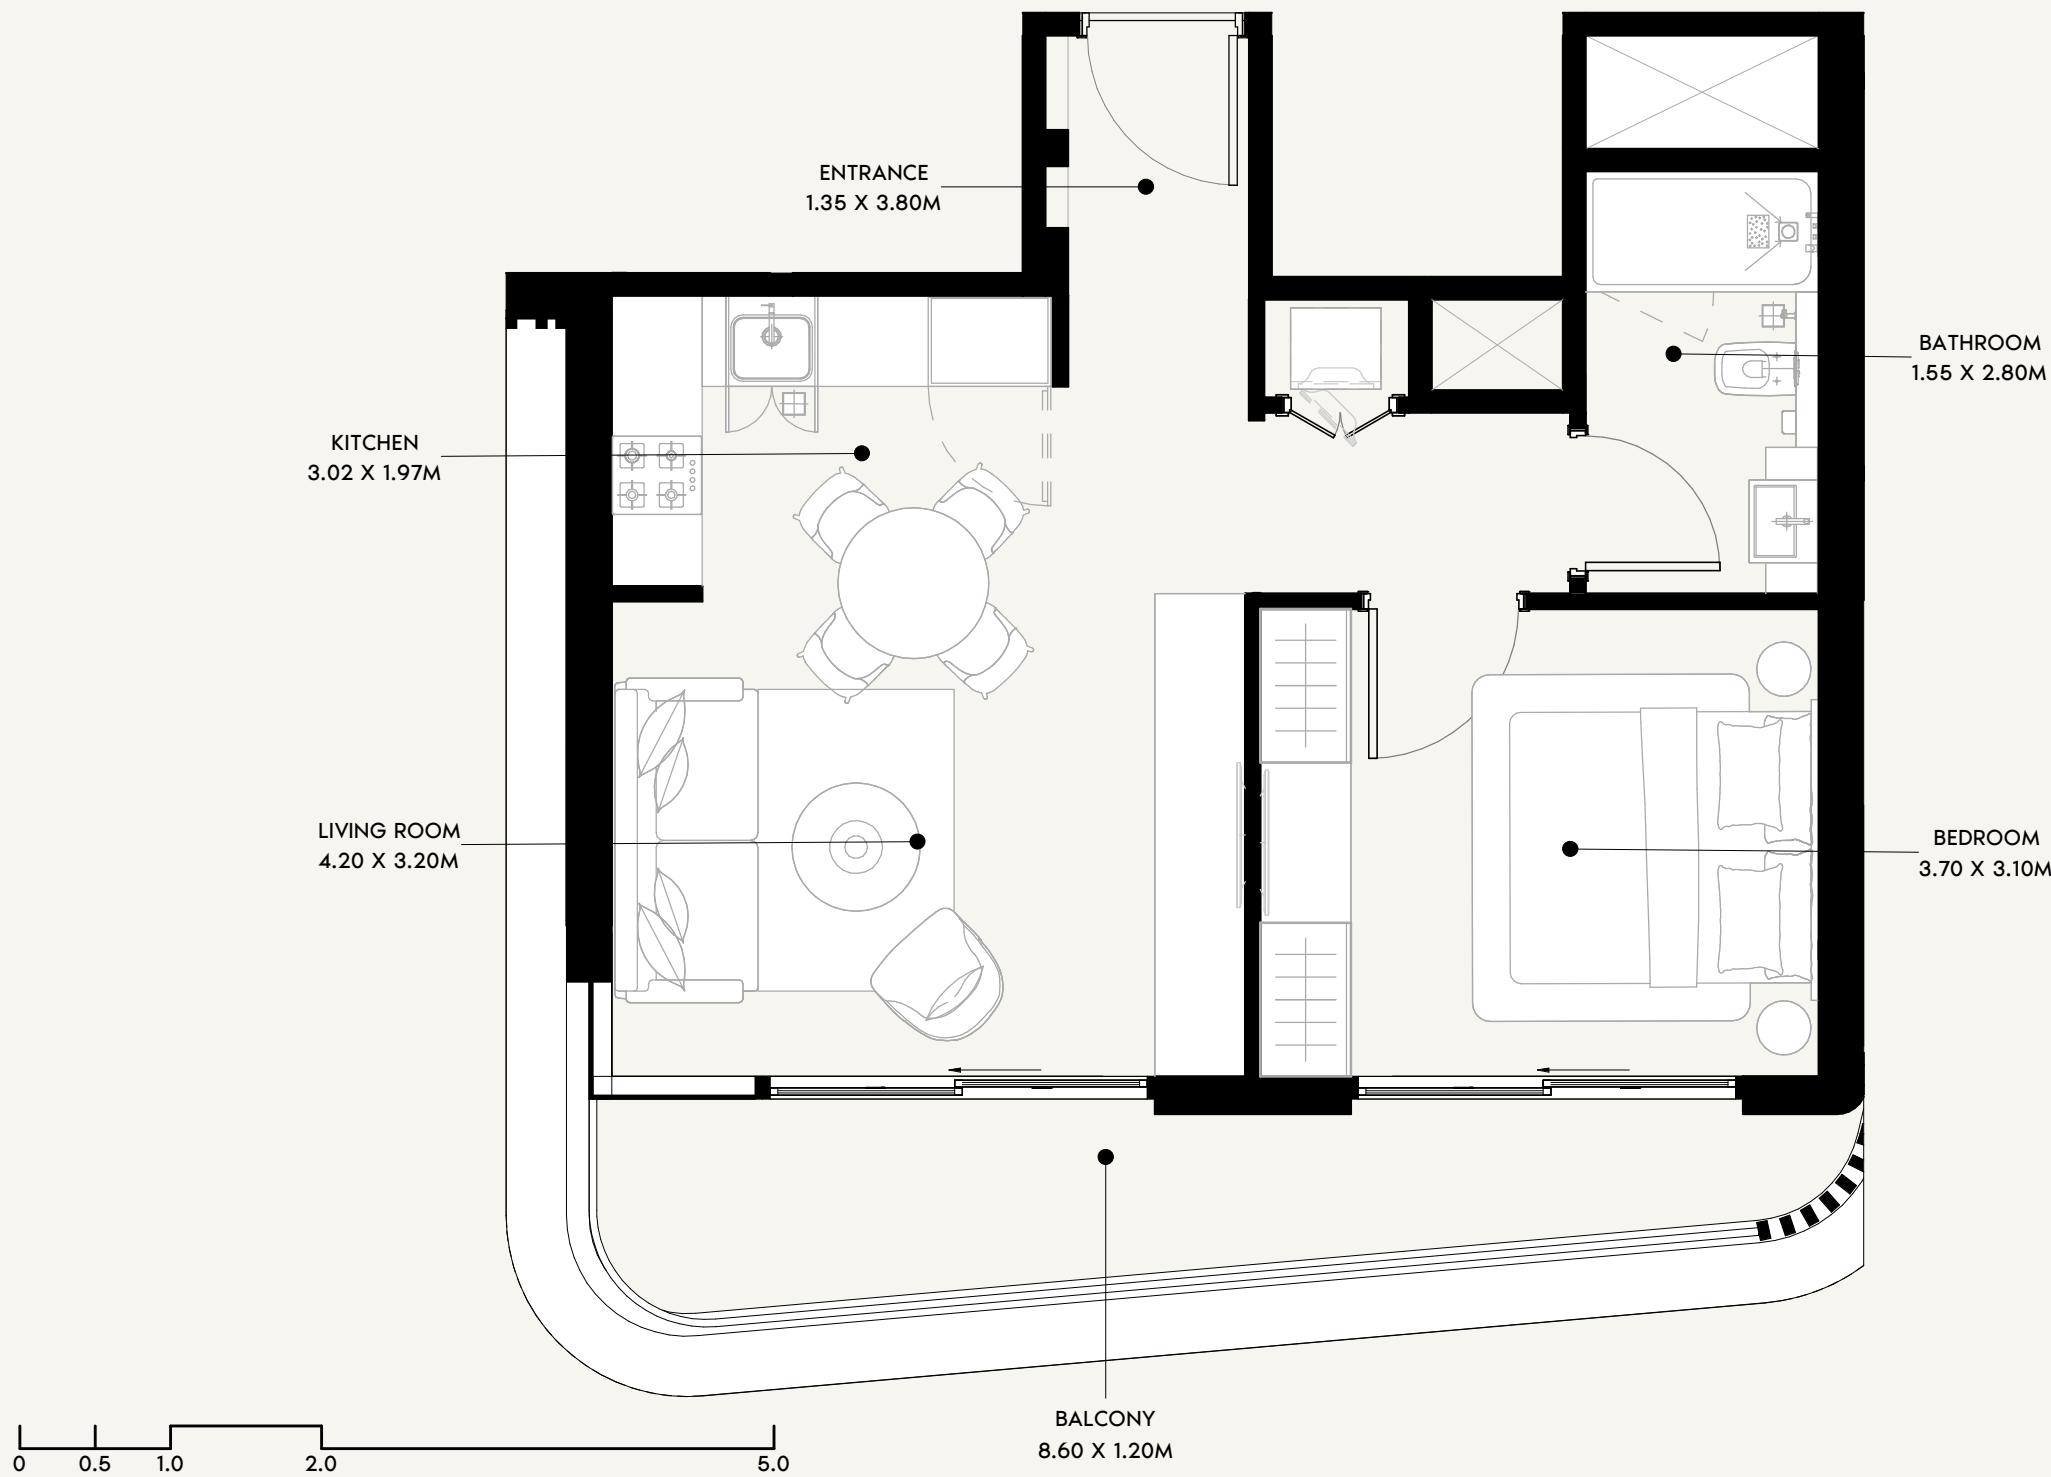 ENTRANCE
1.35 X 3.80M
BATHROOM
1.55 X 2.80M
KITCHEN
3.02 X 1.97M
LIVING ROOM
4.20 X 3.20M
BEDROOM
3.70 X 3.10M
BALCONY
8.60 X 1.20M
0 0.5 1.0 2.0 5.0